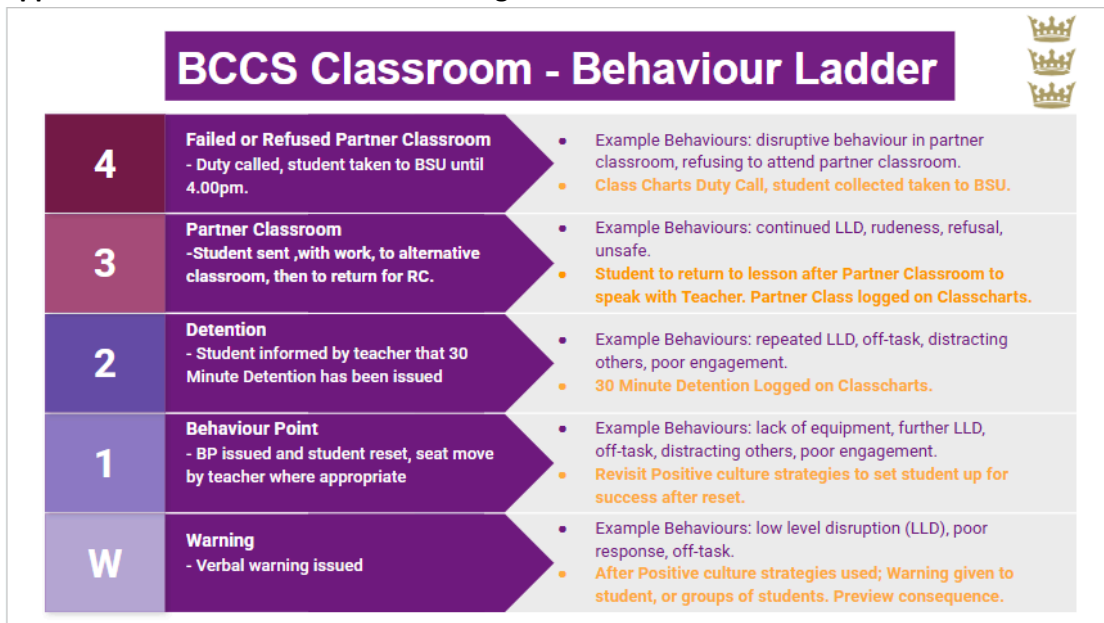 BCCS Classroom - Behaviour Ladder
4
Failed or Refused Partner Classroom
- Duty called, student taken to BSU until
4.00pm.
• Example Behaviours: disruptive behaviour in partner
classroom, refusing to attend partner classroom.
• Class Charts Duty Call, student collected taken to BSU.
3
Partner Classroom
-Student sent ,with work, to alternative
classroom, then to return for RC.
• Example Behaviours: continued LLD, rudeness, refusal,
unsafe.
• Student to return to lesson after Partner Classroom to
speak with Teacher. Partner Class logged on Classcharts.
2
Detention
- Student informed by teacher that 30
Minute Detention has been issued
• Example Behaviours: repeated LLD, off-task, distracting
others, poor engagement.
• 30 Minute Detention Logged on Classcharts.
1
Behaviour Point
- BP issued and student reset, seat move
by teacher where appropriate
• Example Behaviours: lack of equipment, further LLD,
off-task, distracting others, poor engagement.
• Revisit Positive culture strategies to set student up for
success after reset.
W
Warning
- Verbal warning issued
• Example Behaviours: low level disruption (LLD), poor
response, off-task.
• After Positive culture strategies used; Warning given to
student, or groups of students. Preview consequence.